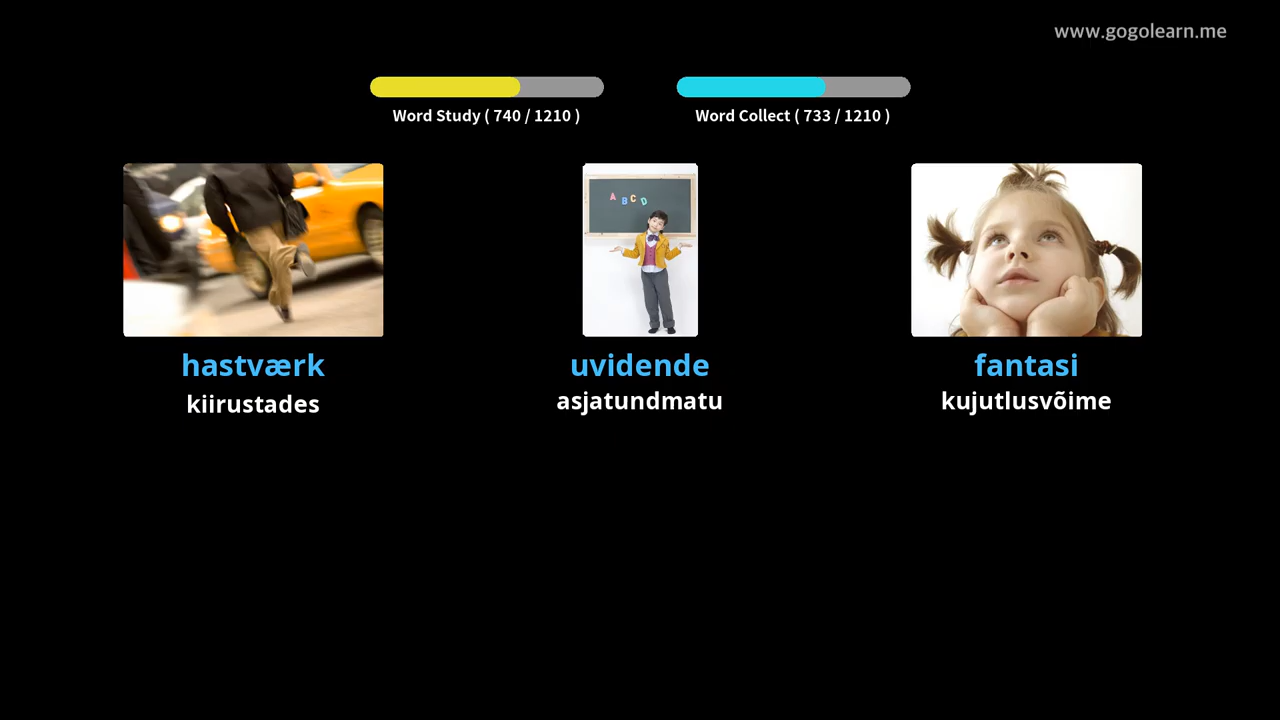 www.gogolearn.me
Word Study ( 740 / 1210 )
Word Collect ( 733 / 1210 )
A B C D
hastværk
uvidende
fantasi
kiirustades
asjatundmatu
kujutlusvõime